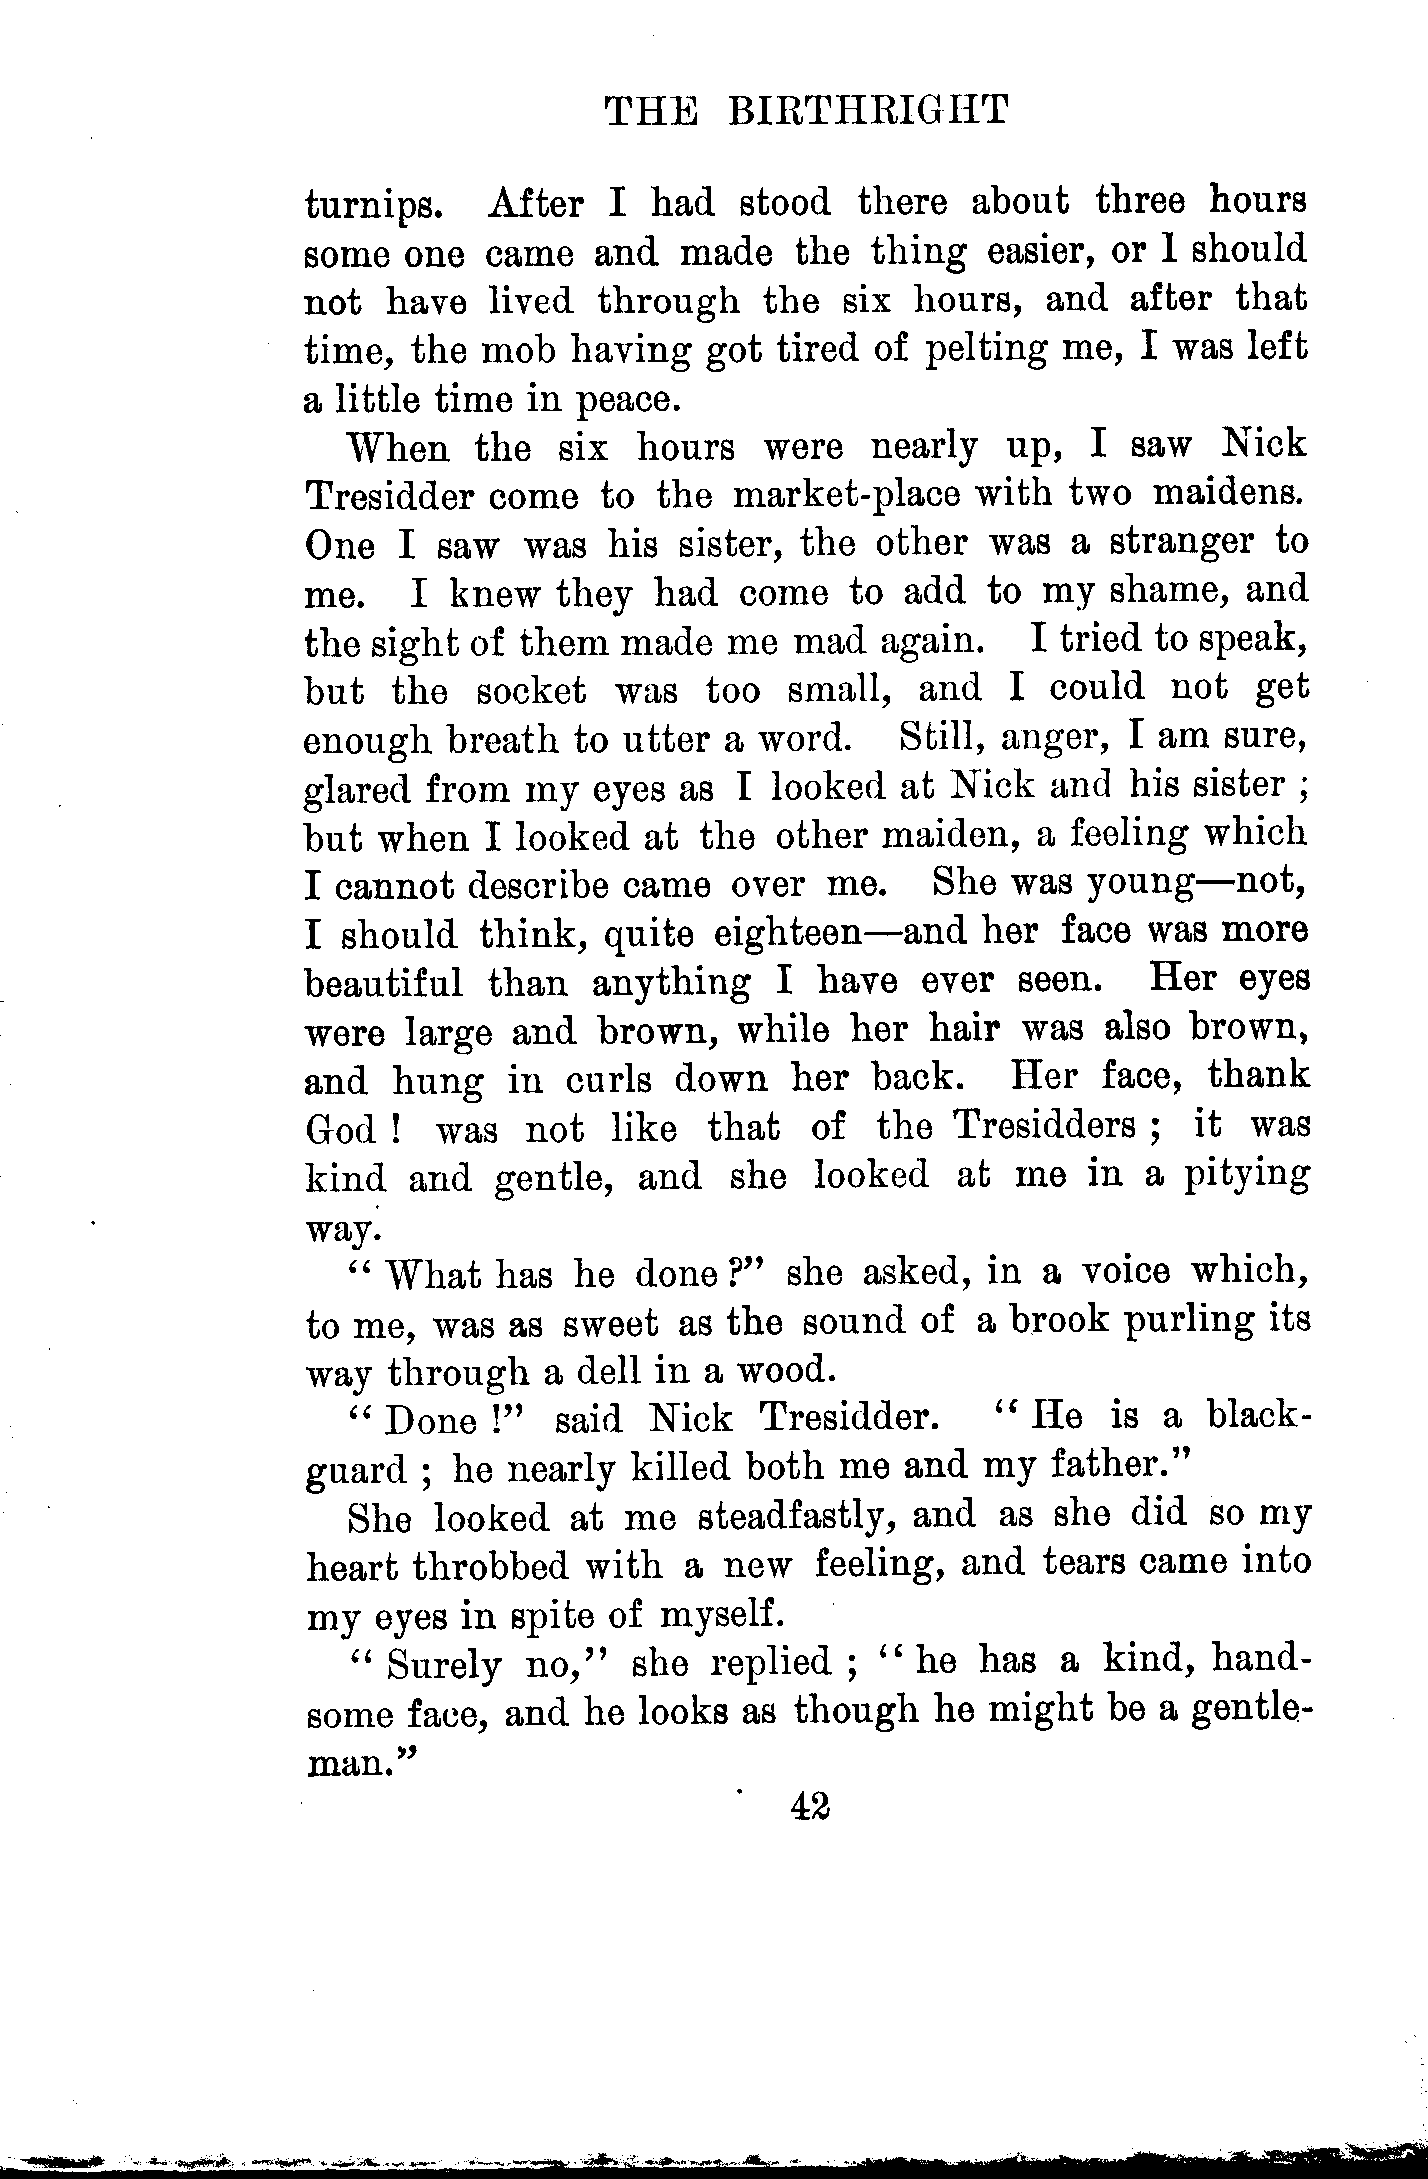 THE BIRTHRIGHT
turnips. After I had stood there about three hours
some one came and made the thing easier, or I should
not have lived through the six hours, and after that
time, the mob having got tired of pelting me, I was left
a little time in peace.
When the six hours were nearly up, I saw Nick
Tresidder come to the market-place with two maidens.
One I saw was his sister, the other was a stranger to
me. I knew they had come to add to my shame, and
the sight of them made me mad again. I tried to speak,
but the socket was too small, and I could not get
enough breath to utter a word. Still, anger, I am sure,
glared from my eyes as I looked at Nick and his sister ;
but when I looked at the other maiden, a feeling which
I cannot describe came over me. She was young—not,
I should think, quite eighteen—and her face was more
beautiful than anything I have ever seen. Her eyes
were large and brown, while her hair was also brown,
and hung in curls down her back. Her face, thank
God ! was not like that of the Tresidders ; it was
kind and gentle, and she looked at me in a pitying
way.
“ What has he done ?” she asked, in a voice which,
to me, was as sweet as the sound of a brook purling its
way through a dell in a wood.
“ Done !” said Nick Tresidder. “ He is a black-
guard ; he nearly killed both me and my father.”
She looked at me steadfastly, and as she did so my
heart throbbed with a new feeling, and tears came into
my eyes in spite of myself.
“ Surely no,” she replied ; “ he has a kind, hand-
some face, and he looks as though he might be a gentle-
man.”
42